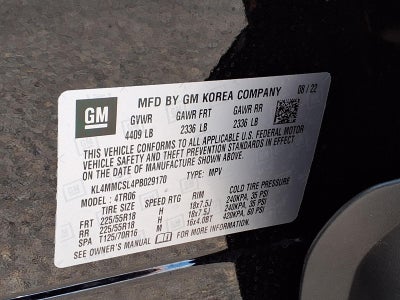 GM
MFD BY GM KOREA COMPANY 08/22
GVWR GAWR FRT GAWR RR
4409 LB 2336 LB 2336 LB
THIS VEHICLE CONFORMS TO ALL APPLICABLE U.S. FEDERAL MOTOR
VEHICLE SAFETY AND THEFT PREVENTION STANDARDS IN EFFECT
ON THE DATE OF MANUFACTURE SHOWN ABOVE.
KL4MMCSL4PB029170 TYPE: MPV
MODEL: 4TR06
TIRE SIZE SPEED RTG RIM COLD TIRE PRESSURE
FRT 225/55R18 H 18x7.5J 240KPA, 35 PSI
RR 225/55R18 H 18x7.5J 240KPA, 35 PSI
SPA T125/70R16 M 16x4.0BT 420KPA, 60 PSI
SEE OWNER'S MANUAL FOR MORE INFORMATION